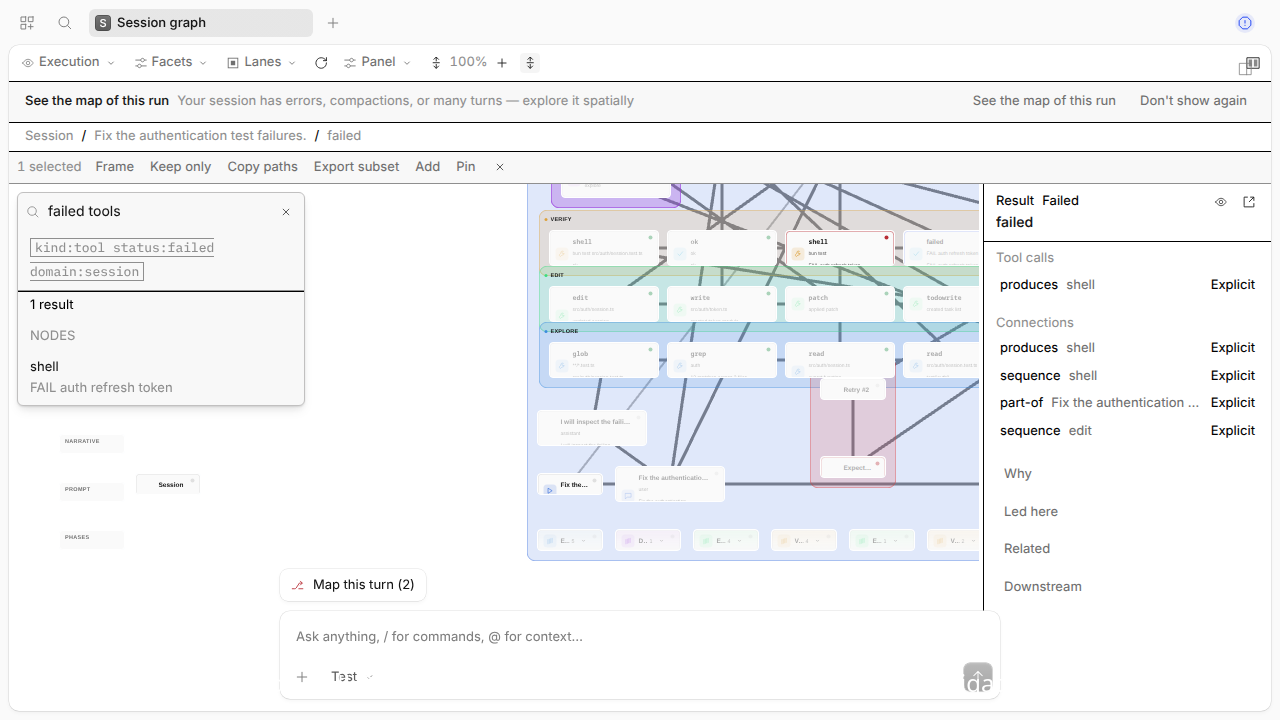 S Session graph
Execution Facets Lanes Panel 100%
See the map of this run Your session has errors, compactions, or many turns — explore it spatially See the map of this run Don't show again
Session / Fix the authentication test failures. / failed
1 selected Frame Keep only Copy paths Export subset Add Pin
failed tools
kind:tool status:failed
domain:session
1 result
NODES
shell
FAIL auth refresh token
NARRATIVE
PROMPT
Session
PHASES
VERIFY
shell ok shell failed
bun test
EDIT
edit write patch todowrite
EXPLORE
glob grep read read
Retry #2
I will inspect the faili...
Expect...
Fix the... Fix the authenticatio...
E... D... E... V... E... V...
Result Failed
failed
Tool calls
produces shell Explicit
Connections
produces shell Explicit
sequence shell Explicit
part-of Fix the authentication ... Explicit
sequence edit Explicit
Why
Led here
Related
Downstream
Map this turn (2)
Ask anything, / for commands, @ for context...
Test
da